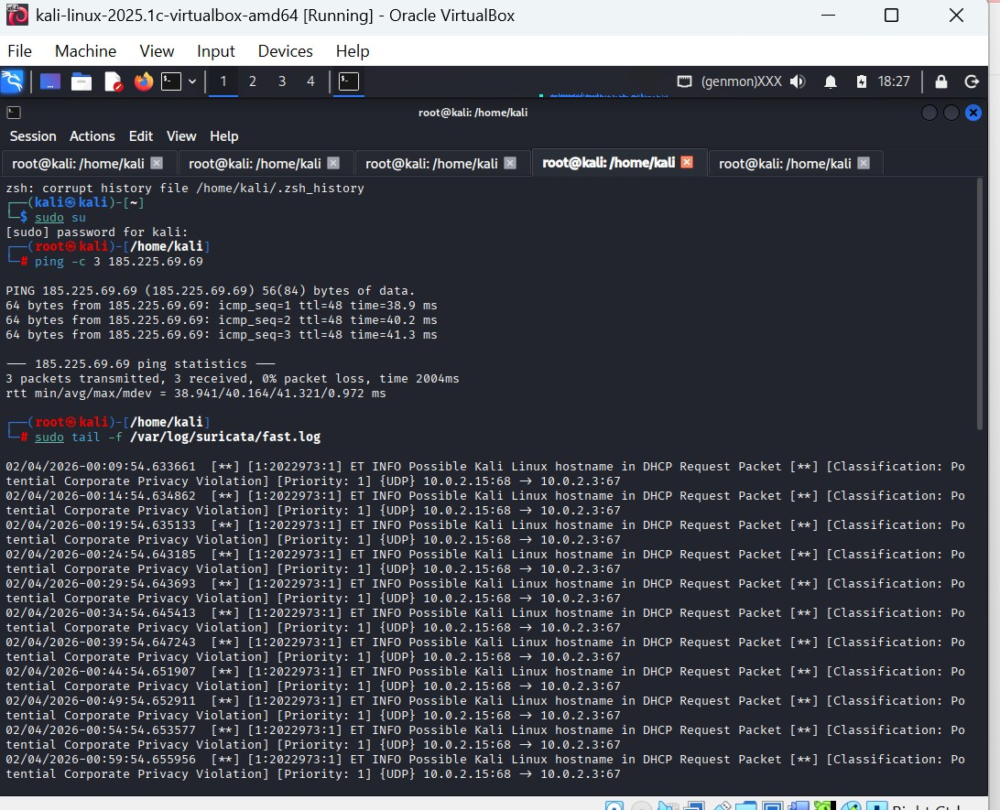 kali-linux-2025.1c-virtualbox-amd64 [Running] - Oracle VirtualBox
File Machine View Input Devices Help
1 2 3 4 (genmon)XXX 18:27
root@kali: /home/kali
Session Actions Edit View Help
root@kali: /home/kali root@kali: /home/kali root@kali: /home/kali root@kali: /home/kali root@kali: /home/kali
zsh: corrupt history file /home/kali/.zsh_history
┌──(kali㉿kali)-[~]
└─$ sudo su
[sudo] password for kali:
┌──(root㉿kali)-[/home/kali]
└─# ping -c 3 185.225.69.69
PING 185.225.69.69 (185.225.69.69) 56(84) bytes of data.
64 bytes from 185.225.69.69: icmp_seq=1 ttl=48 time=38.9 ms
64 bytes from 185.225.69.69: icmp_seq=2 ttl=48 time=40.2 ms
64 bytes from 185.225.69.69: icmp_seq=3 ttl=48 time=41.3 ms
--- 185.225.69.69 ping statistics ---
3 packets transmitted, 3 received, 0% packet loss, time 2004ms
rtt min/avg/max/mdev = 38.941/40.164/41.321/0.972 ms
┌──(root㉿kali)-[/home/kali]
└─# sudo tail -f /var/log/suricata/fast.log
02/04/2026-00:09:54.633661 [**] [1:2022973:1] ET INFO Possible Kali Linux hostname in DHCP Request Packet [**] [Classification: Po
tential Corporate Privacy Violation] [Priority: 1] {UDP} 10.0.2.15:68 → 10.0.2.3:67
02/04/2026-00:14:54.634862 [**] [1:2022973:1] ET INFO Possible Kali Linux hostname in DHCP Request Packet [**] [Classification: Po
tential Corporate Privacy Violation] [Priority: 1] {UDP} 10.0.2.15:68 → 10.0.2.3:67
02/04/2026-00:19:54.635133 [**] [1:2022973:1] ET INFO Possible Kali Linux hostname in DHCP Request Packet [**] [Classification: Po
tential Corporate Privacy Violation] [Priority: 1] {UDP} 10.0.2.15:68 → 10.0.2.3:67
02/04/2026-00:24:54.643185 [**] [1:2022973:1] ET INFO Possible Kali Linux hostname in DHCP Request Packet [**] [Classification: Po
tential Corporate Privacy Violation] [Priority: 1] {UDP} 10.0.2.15:68 → 10.0.2.3:67
02/04/2026-00:29:54.643693 [**] [1:2022973:1] ET INFO Possible Kali Linux hostname in DHCP Request Packet [**] [Classification: Po
tential Corporate Privacy Violation] [Priority: 1] {UDP} 10.0.2.15:68 → 10.0.2.3:67
02/04/2026-00:34:54.645413 [**] [1:2022973:1] ET INFO Possible Kali Linux hostname in DHCP Request Packet [**] [Classification: Po
tential Corporate Privacy Violation] [Priority: 1] {UDP} 10.0.2.15:68 → 10.0.2.3:67
02/04/2026-00:39:54.647243 [**] [1:2022973:1] ET INFO Possible Kali Linux hostname in DHCP Request Packet [**] [Classification: Po
tential Corporate Privacy Violation] [Priority: 1] {UDP} 10.0.2.15:68 → 10.0.2.3:67
02/04/2026-00:44:54.651907 [**] [1:2022973:1] ET INFO Possible Kali Linux hostname in DHCP Request Packet [**] [Classification: Po
tential Corporate Privacy Violation] [Priority: 1] {UDP} 10.0.2.15:68 → 10.0.2.3:67
02/04/2026-00:49:54.652911 [**] [1:2022973:1] ET INFO Possible Kali Linux hostname in DHCP Request Packet [**] [Classification: Po
tential Corporate Privacy Violation] [Priority: 1] {UDP} 10.0.2.15:68 → 10.0.2.3:67
02/04/2026-00:54:54.653577 [**] [1:2022973:1] ET INFO Possible Kali Linux hostname in DHCP Request Packet [**] [Classification: Po
tential Corporate Privacy Violation] [Priority: 1] {UDP} 10.0.2.15:68 → 10.0.2.3:67
02/04/2026-00:59:54.655956 [**] [1:2022973:1] ET INFO Possible Kali Linux hostname in DHCP Request Packet [**] [Classification: Po
tential Corporate Privacy Violation] [Priority: 1] {UDP} 10.0.2.15:68 → 10.0.2.3:67